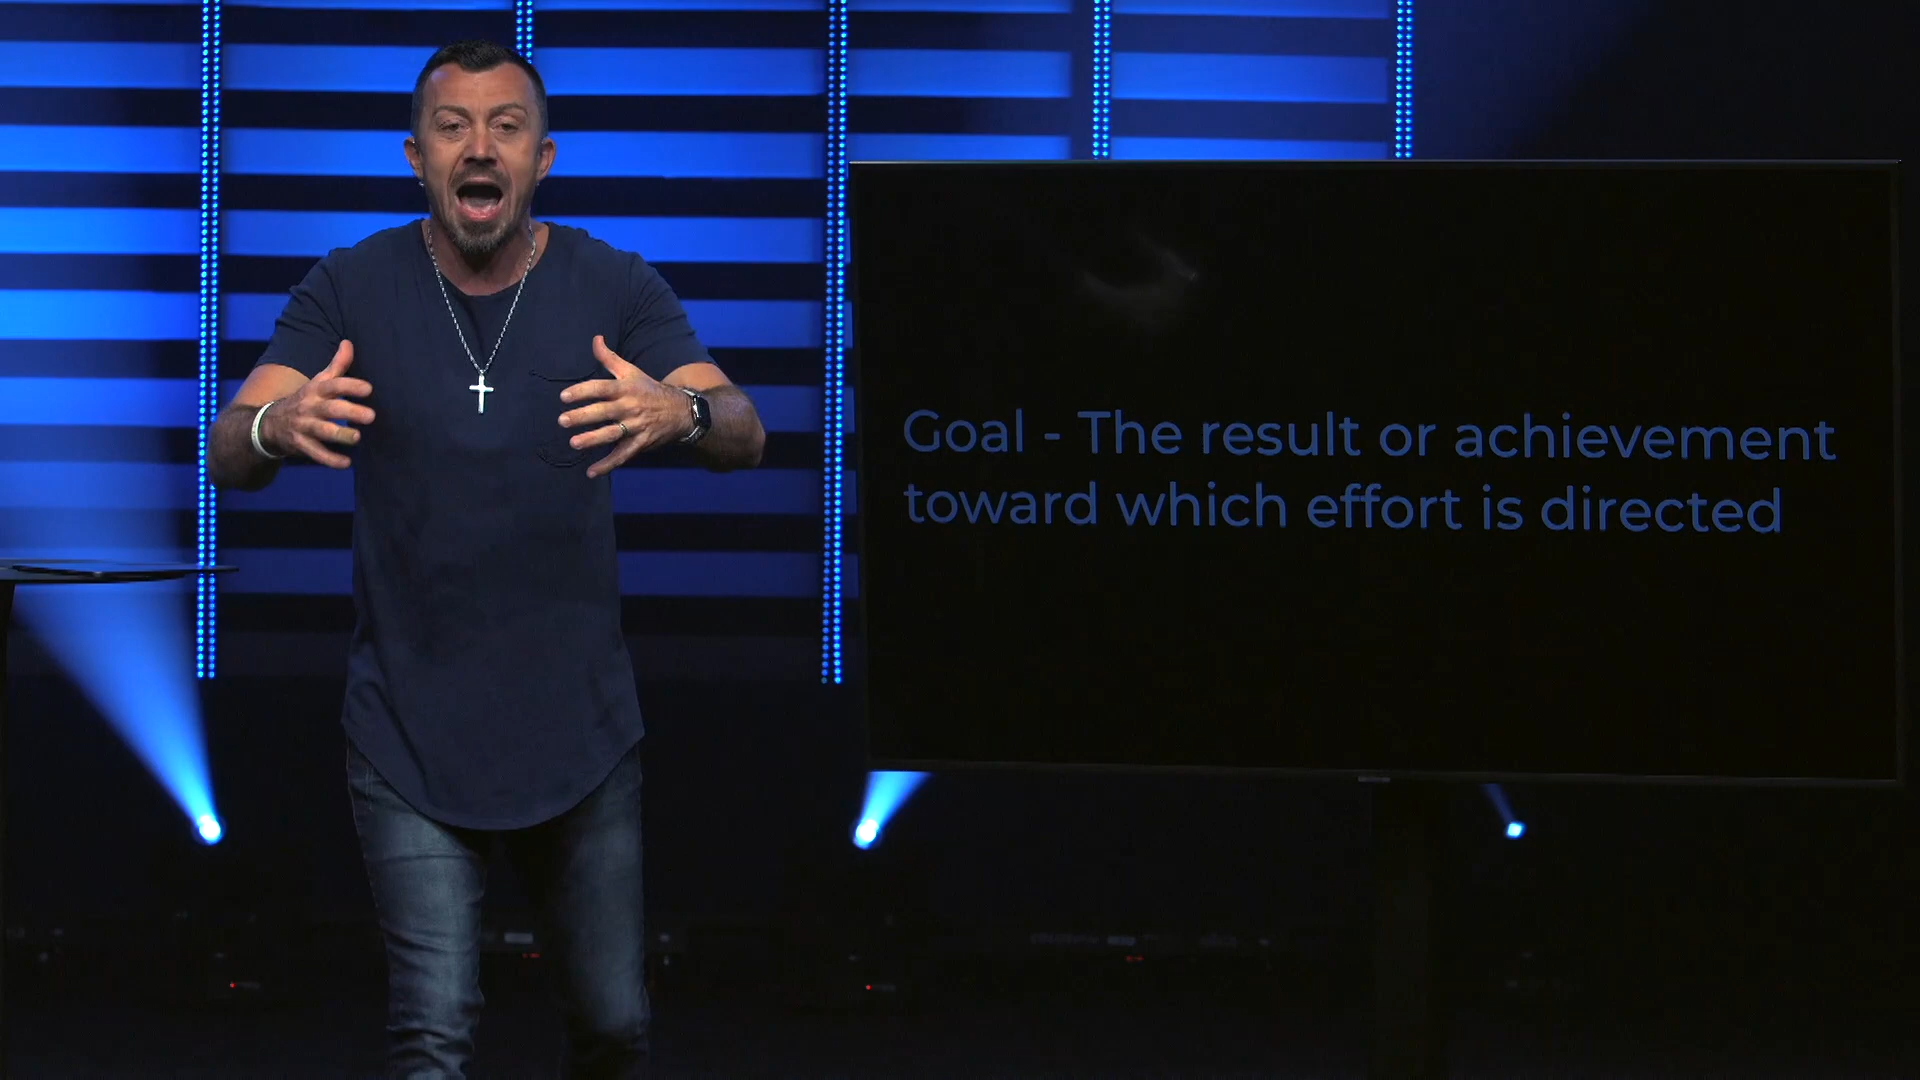 Goal - The result or achievement
toward which effort is directed